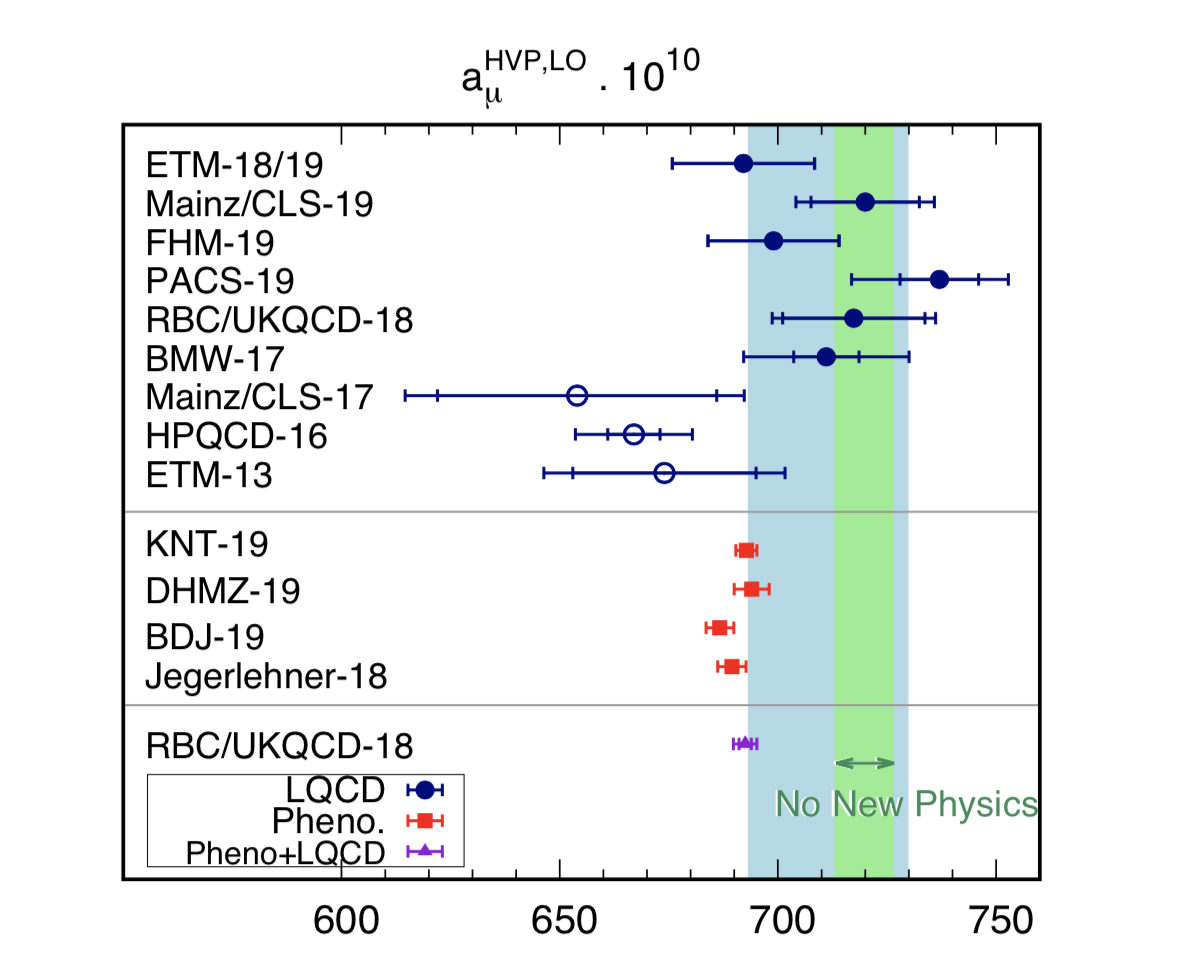 a_μ^HVP,LO . 10^10
ETM-18/19
Mainz/CLS-19
FHM-19
PACS-19
RBC/UKQCD-18
BMW-17
Mainz/CLS-17
HPQCD-16
ETM-13
KNT-19
DHMZ-19
BDJ-19
Jegerlehner-18
RBC/UKQCD-18
LQCD
Pheno.
Pheno+LQCD
No New Physics
600 650 700 750